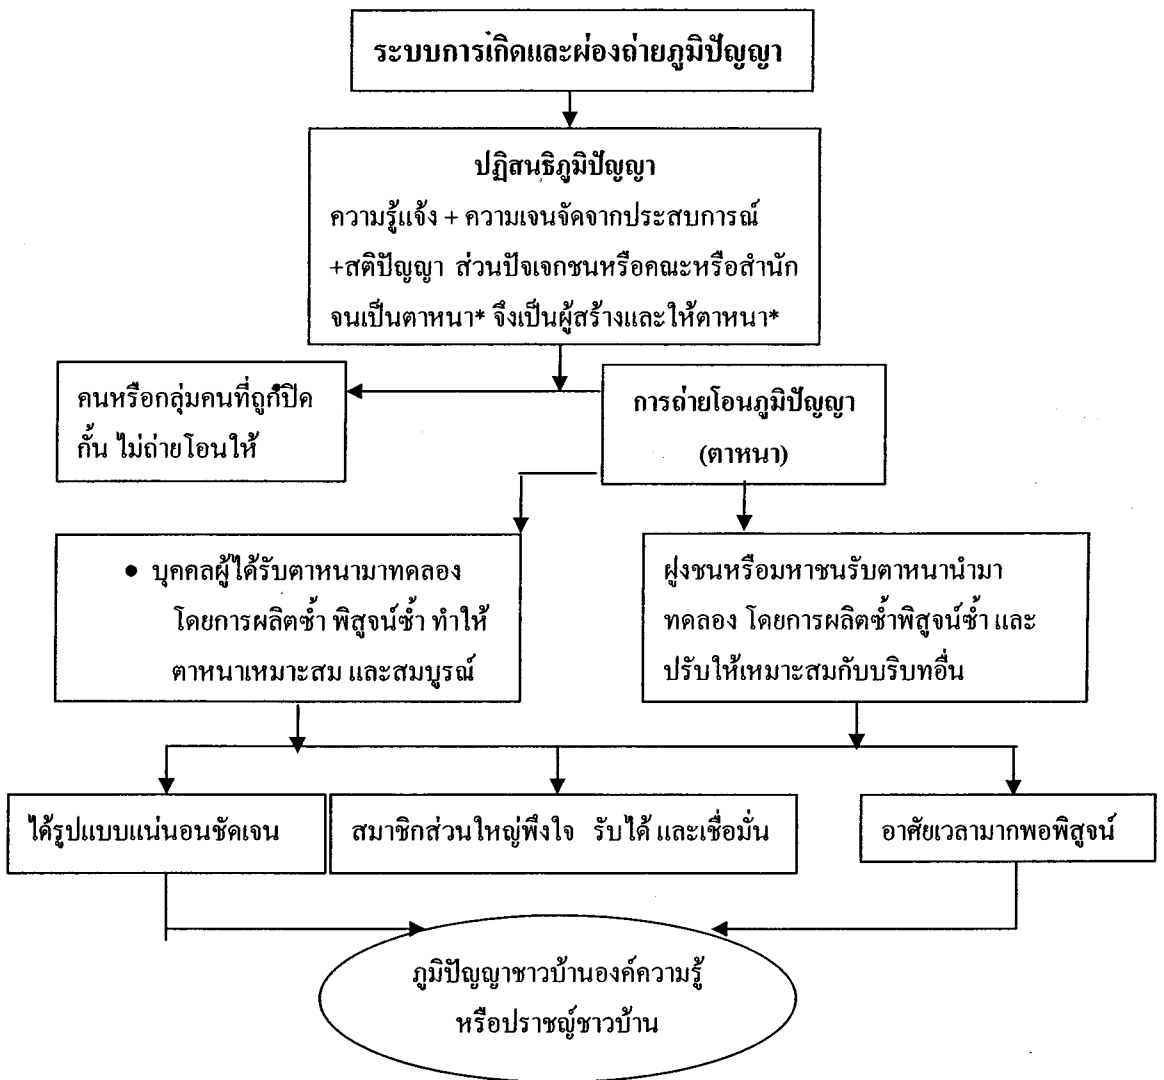 ระบบการเกิดและผ่องถ่ายภูมิปัญญา
ปฏิสนธิภูมิปัญญา
ความรู้แจ้ง + ความเจนจัดจากประสบการณ์
+สติปัญญา ส่วนปัจเจกชนหรือคณะหรือสำนัก
จนเป็นตาหนา* จึงเป็นผู้สร้างและให้ตาหนา*
คนหรือกลุ่มคนที่ถูกปิด
กั้น ไม่ถ่ายโอนให้
การถ่ายโอนภูมิปัญญา
(ตาหนา)
• บุคคลผู้ได้รับตาหนามาทดลอง
โดยการผลิตซ้ำ พิสูจน์ซ้ำ ทำให้
ตาหนาเหมาะสม และสมบูรณ์
ฝูงชนหรือมหาชนรับตาหนานำมา
ทดลอง โดยการผลิตซ้ำพิสูจน์ซ้ำ และ
ปรับให้เหมาะสมกับบริบทอื่น
ได้รูปแบบแน่นอนชัดเจน
สมาชิกส่วนใหญ่พึงใจ รับได้ และเชื่อมั่น
อาศัยเวลามากพอพิสูจน์
ภูมิปัญญาชาวบ้านองค์ความรู้
หรือปราชญ์ชาวบ้าน